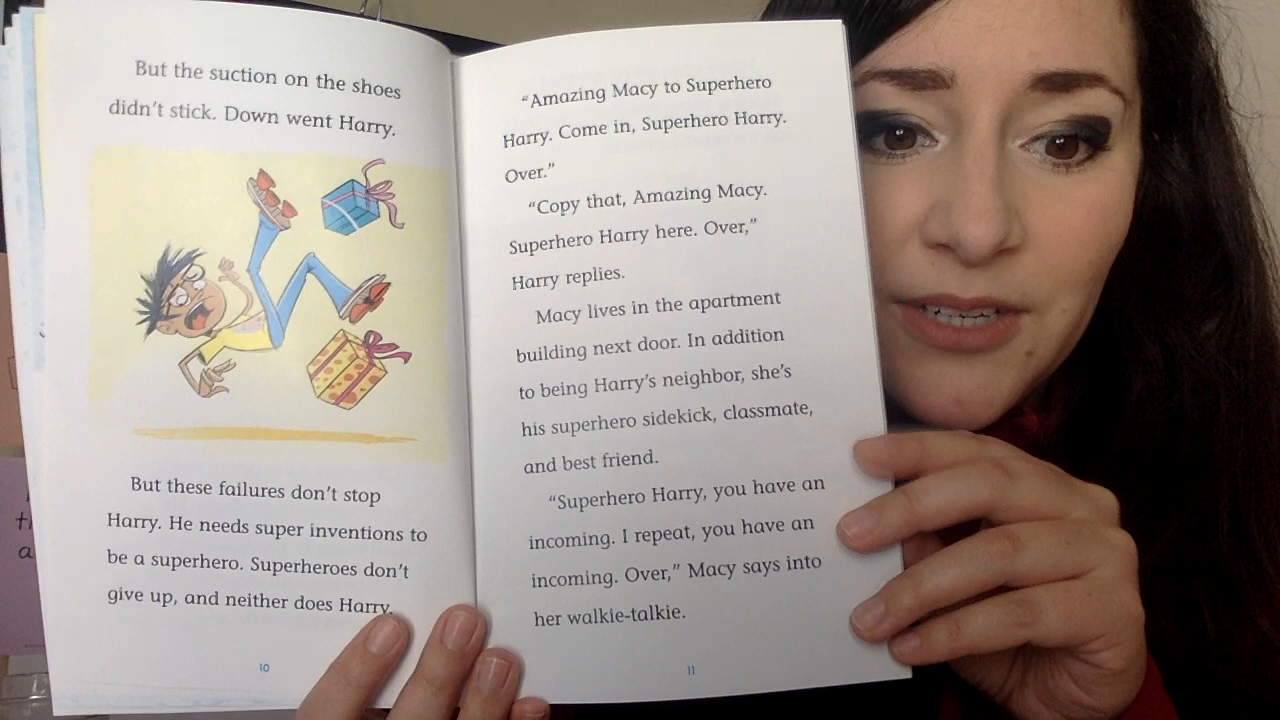 But the suction on the shoes
didn't stick. Down went Harry.
But these failures don't stop
Harry. He needs super inventions to
be a superhero. Superheroes don't
give up, and neither does Harry.
10
“Amazing Macy to Superhero
Harry. Come in, Superhero Harry.
Over.”
“Copy that, Amazing Macy.
Superhero Harry here. Over,”
Harry replies.
Macy lives in the apartment
building next door. In addition
to being Harry's neighbor, she's
his superhero sidekick, classmate,
and best friend.
“Superhero Harry, you have an
incoming. I repeat, you have an
incoming. Over,” Macy says into
her walkie-talkie.
11